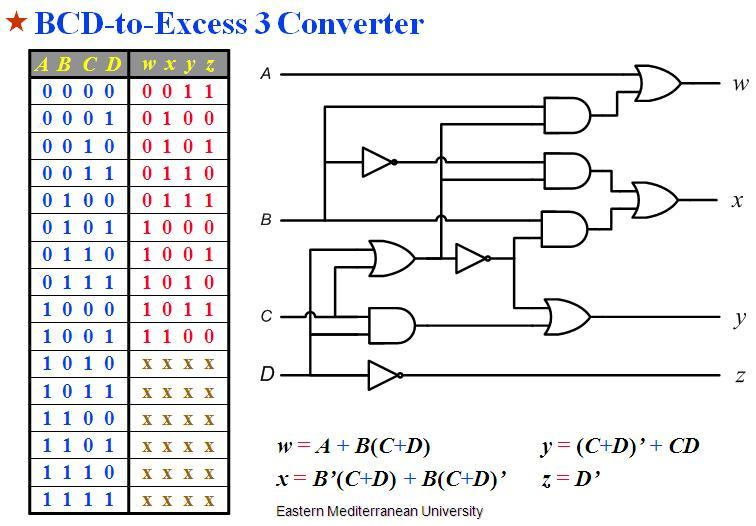 ★ BCD-to-Excess 3 Converter
A B C D w x y z
0 0 0 0 0 0 1 1
0 0 0 1 0 1 0 0
0 0 1 0 0 1 0 1
0 0 1 1 0 1 1 0
0 1 0 0 0 1 1 1
0 1 0 1 1 0 0 0
0 1 1 0 1 0 0 1
0 1 1 1 1 0 1 0
1 0 0 0 1 0 1 1
1 0 0 1 1 1 0 0
1 0 1 0 x x x x
1 0 1 1 x x x x
1 1 0 0 x x x x
1 1 0 1 x x x x
1 1 1 0 x x x x
1 1 1 1 x x x x
A
w
B
x
C
y
D
z
w = A + B(C+D)
y = (C+D)’ + CD
x = B’(C+D) + B(C+D)’
z = D’
Eastern Mediterranean University